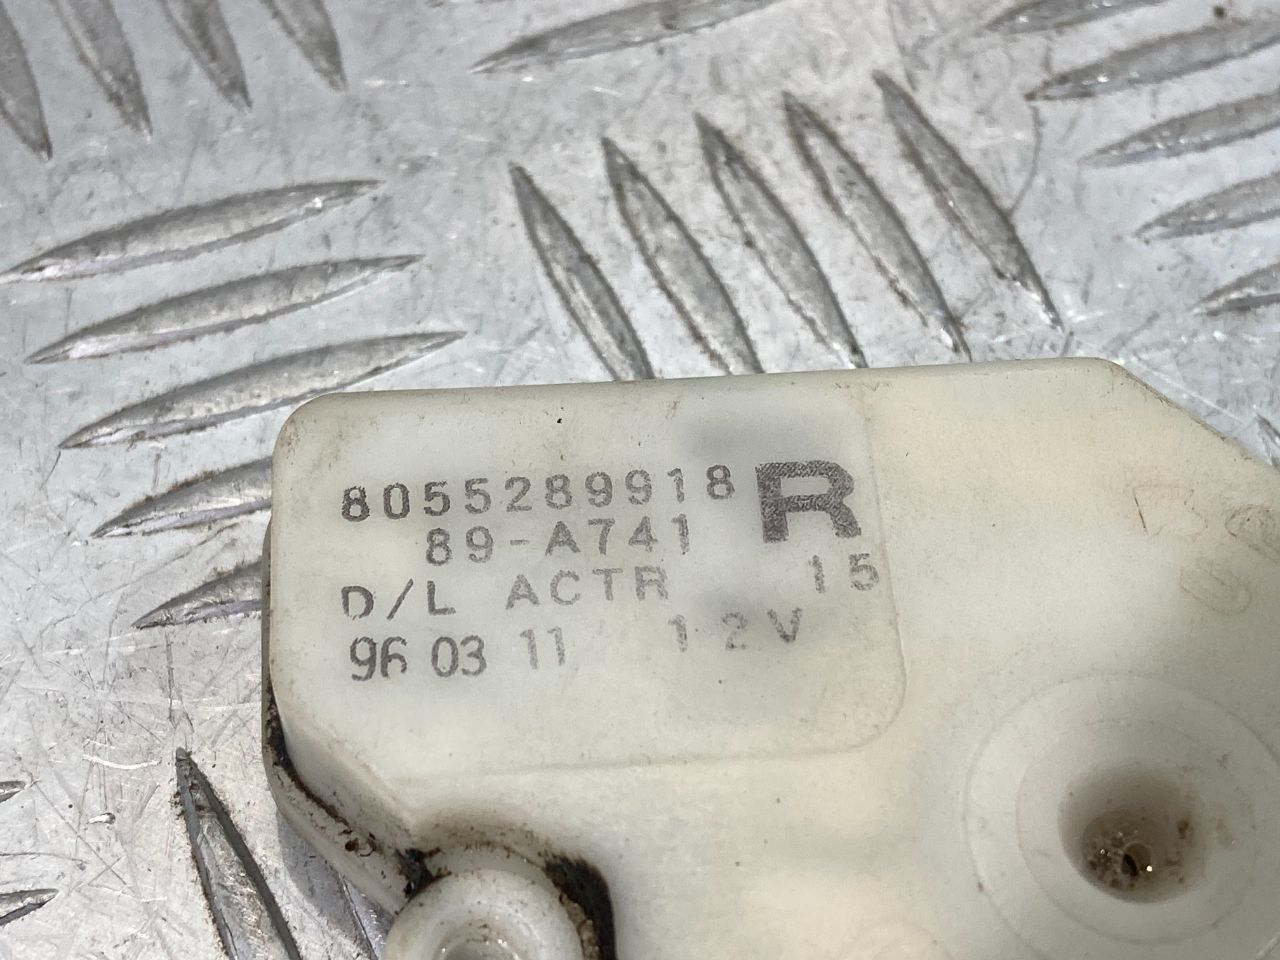 8055289918 R
89-A741
D/L ACTR 15
96 03 11 12V